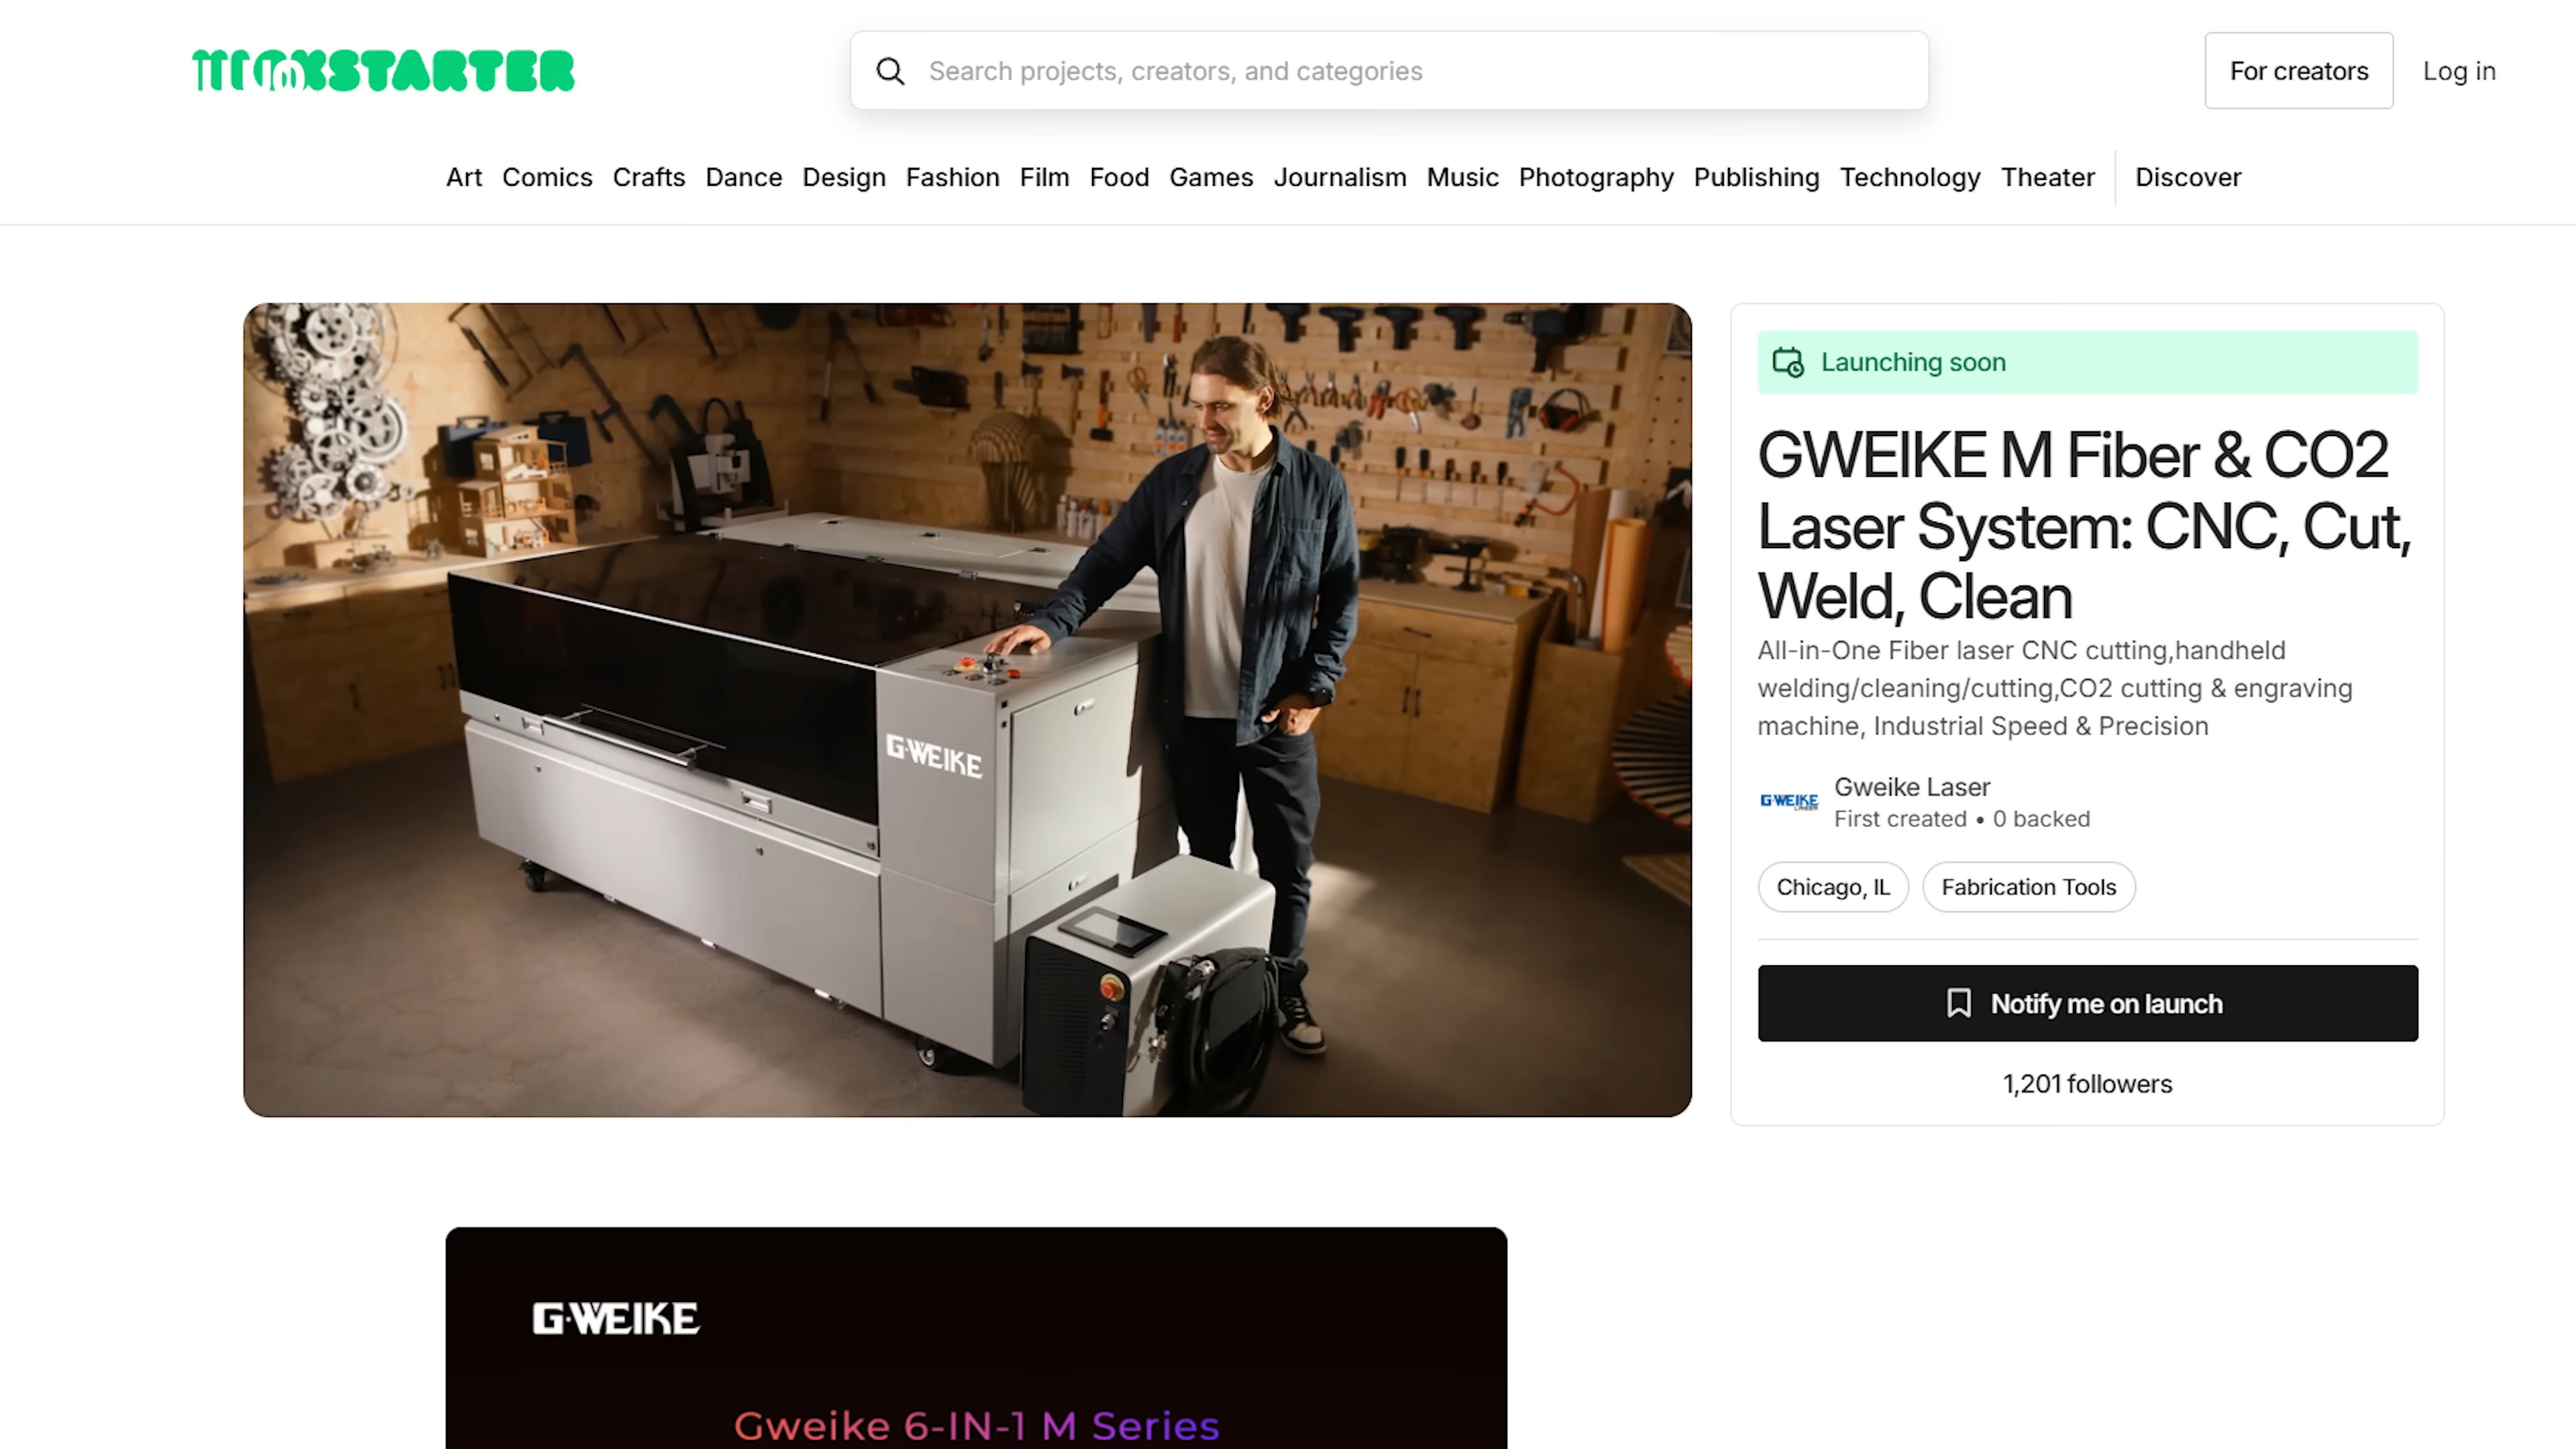 KICKSTARTER
Search projects, creators, and categories
For creators
Log in
Art Comics Crafts Dance Design Fashion Film Food Games Journalism Music Photography Publishing Technology Theater Discover
G·WEIKE
Launching soon
GWEIKE M Fiber & CO2
Laser System: CNC, Cut,
Weld, Clean
All-in-One Fiber laser CNC cutting,handheld
welding/cleaning/cutting,CO2 cutting & engraving
machine, Industrial Speed & Precision
G·WEIKE
LASER
Gweike Laser
First created • 0 backed
Chicago, IL
Fabrication Tools
Notify me on launch
1,201 followers
G·WEIKE
Gweike 6-IN-1 M Series